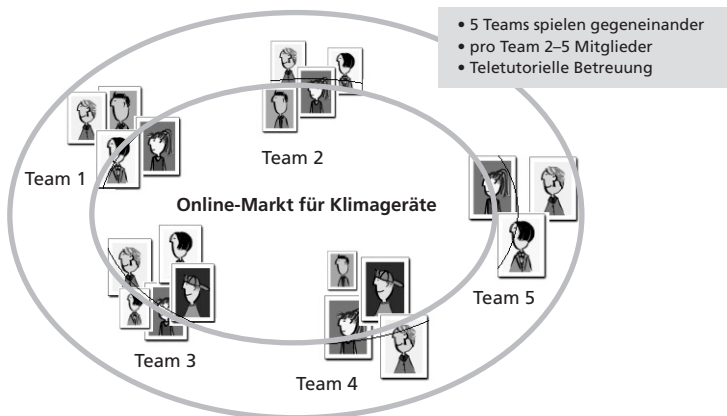 • 5 Teams spielen gegeneinander
• pro Team 2–5 Mitglieder
• Teletutorielle Betreuung
Team 1
Team 2
Online-Markt für Klimageräte
Team 5
Team 3
Team 4